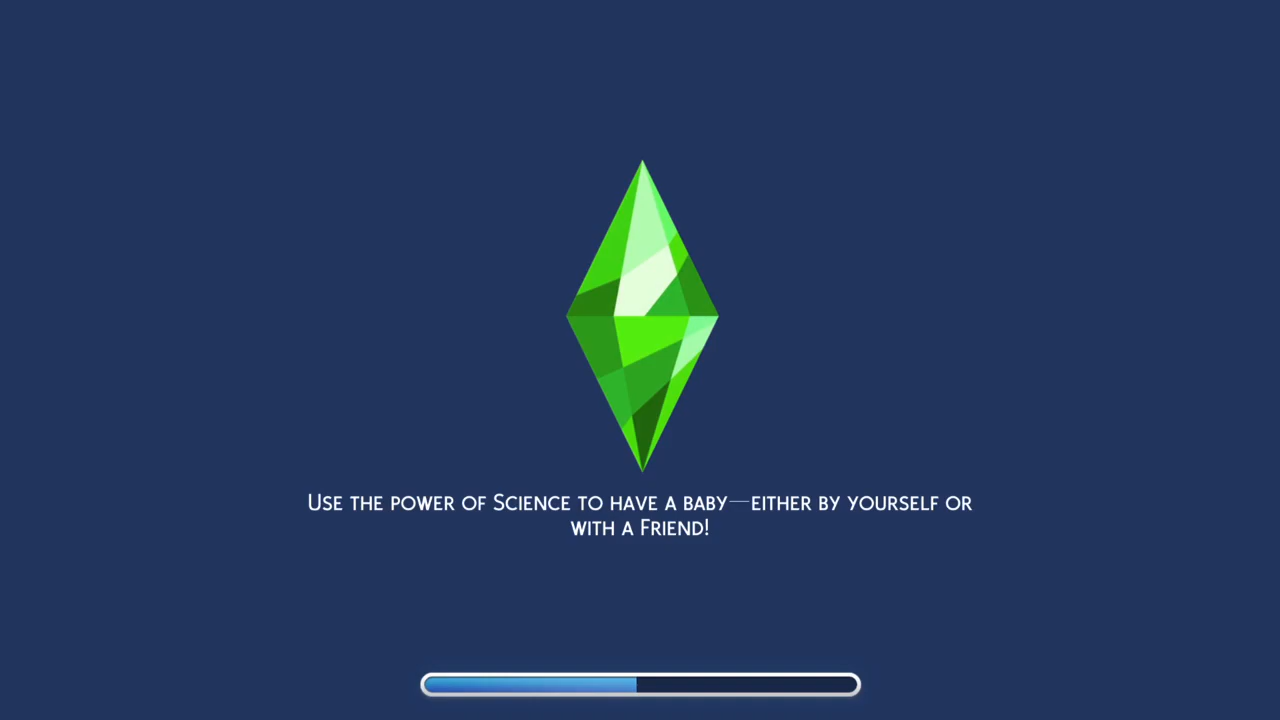 Use the power of Science to have a baby—either by yourself or
with a Friend!